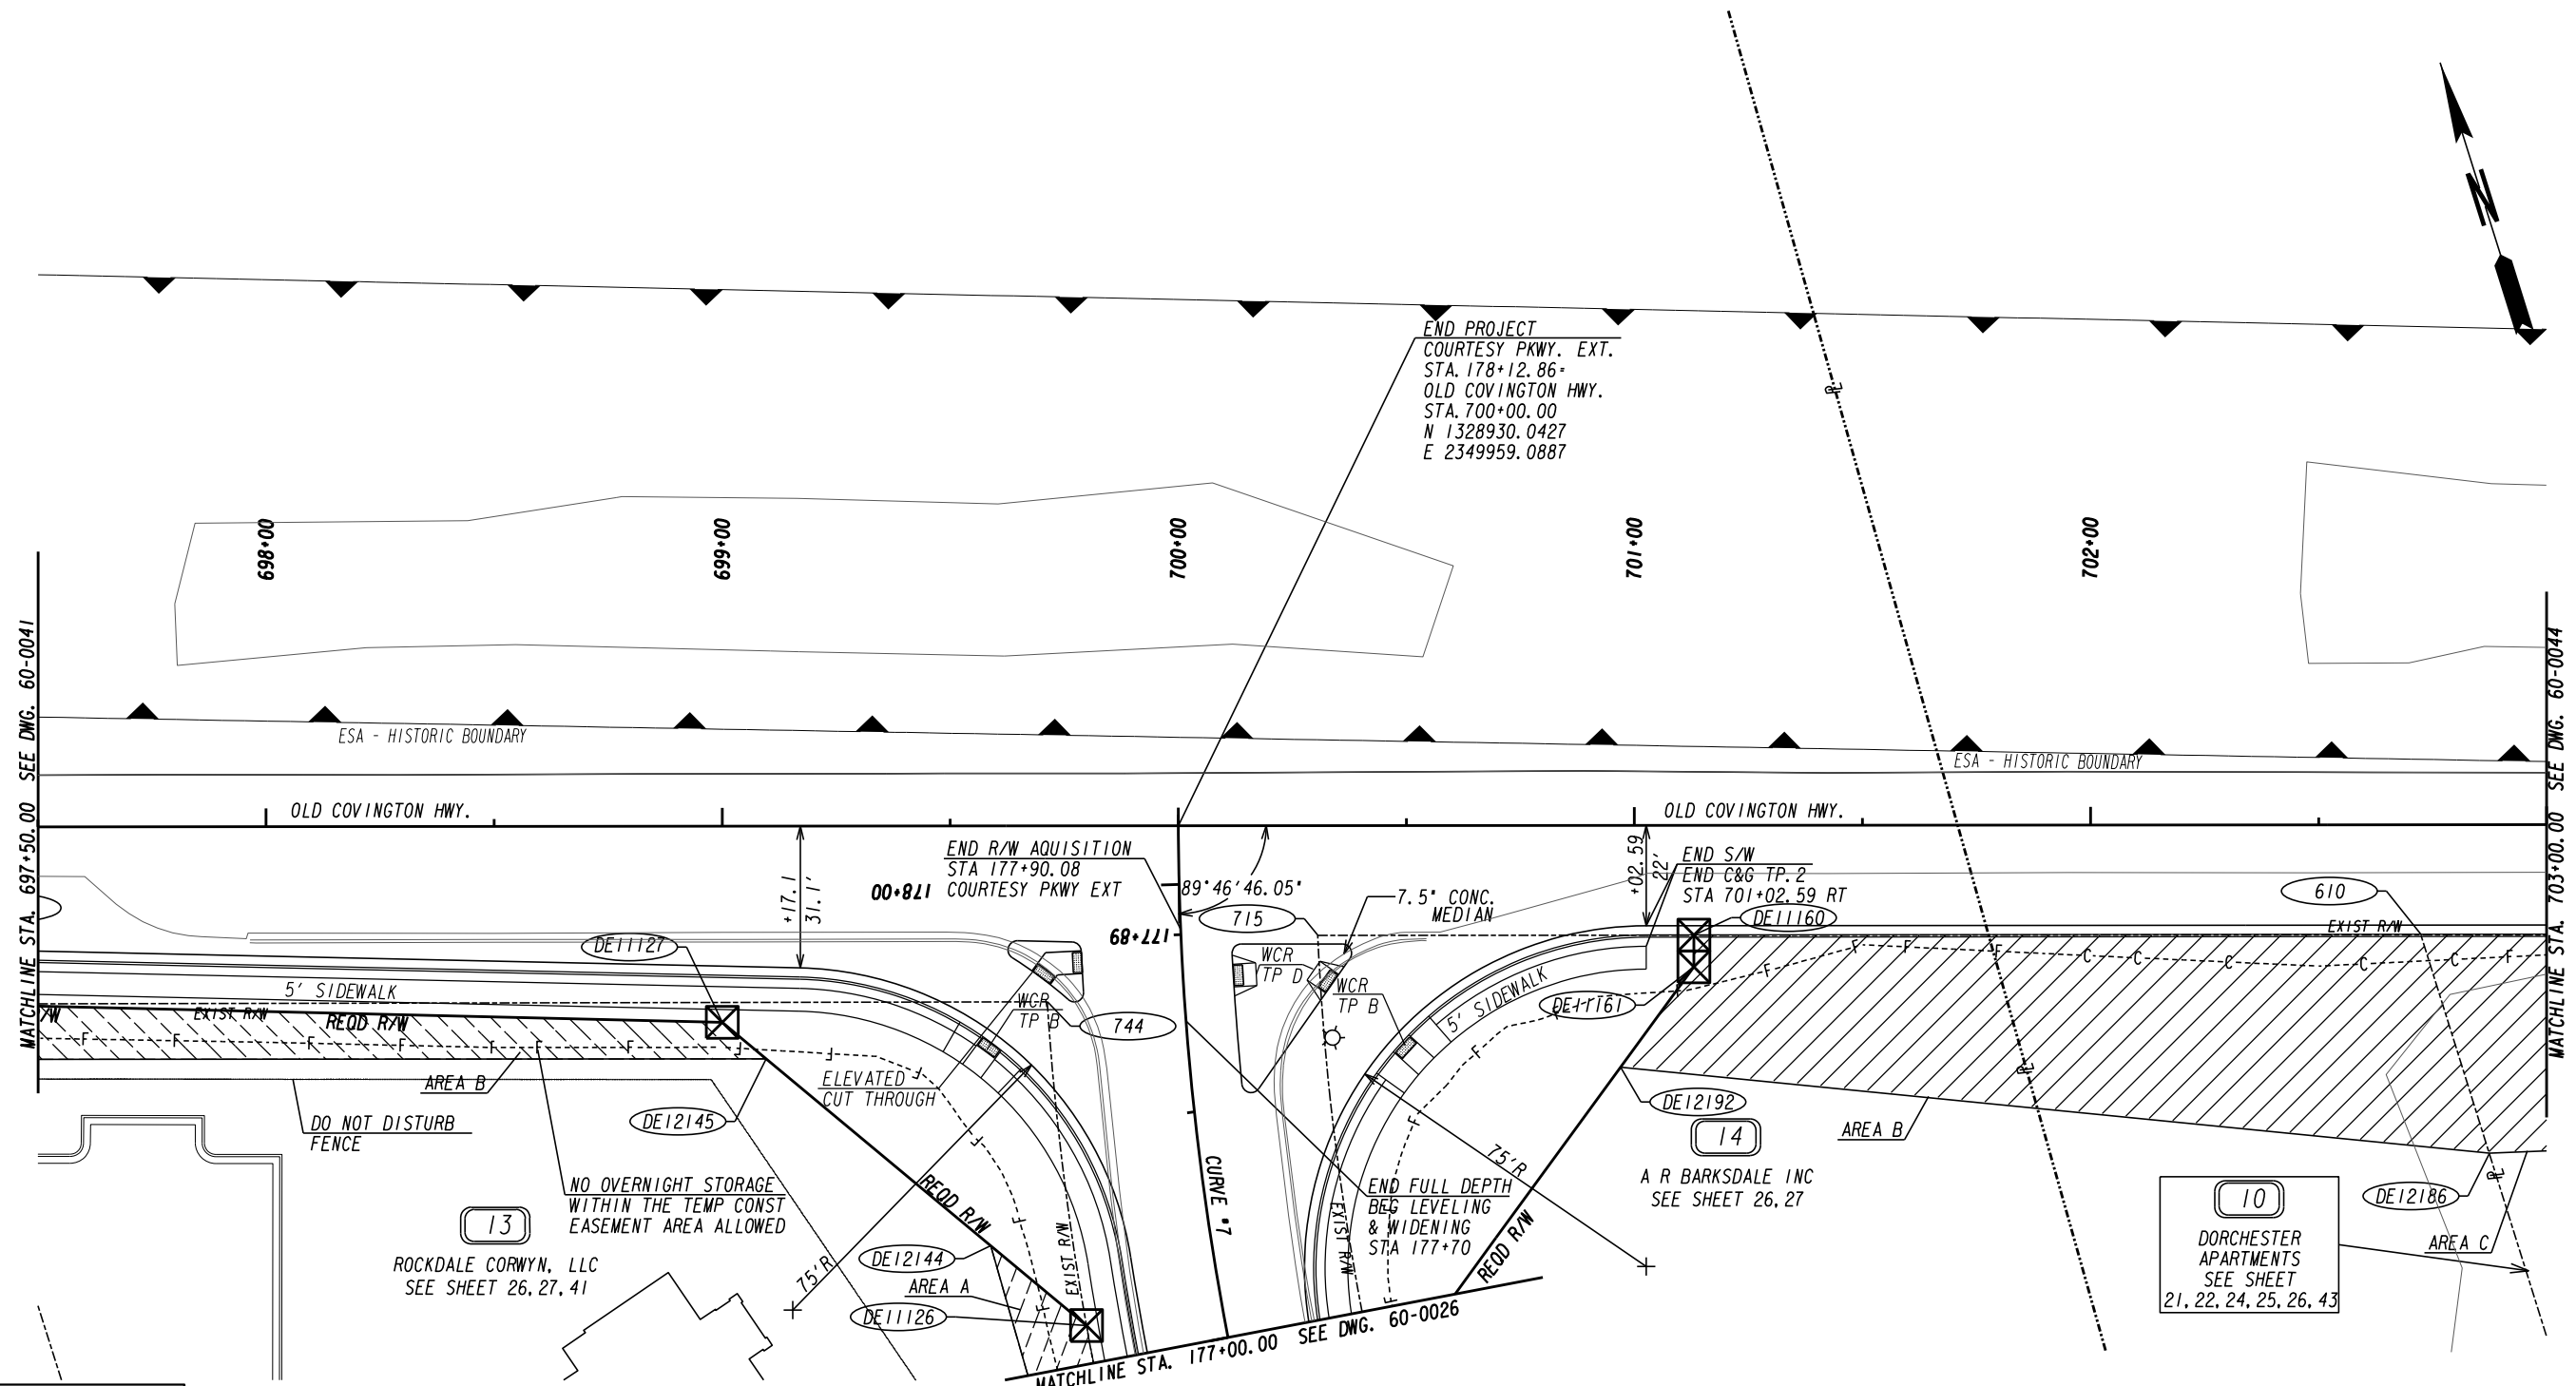 N
END PROJECT
COURTESY PKWY. EXT.
STA. 178+12.86=
OLD COVINGTON HWY.
STA. 700+00.00
N 1328930.0427
E 2349959.0887
698+00
699+00
700+00
701+00
702+00
MATCHLINE STA. 697+50.00 SEE DWG. 60-0041
MATCHLINE STA. 703+00.00 SEE DWG. 60-0044
ESA - HISTORIC BOUNDARY
ESA - HISTORIC BOUNDARY
OLD COVINGTON HWY.
OLD COVINGTON HWY.
END R/W AQUISITION
STA 177+90.08
COURTESY PKWY EXT
178+00
177+89
+17.1
31.1'
89°46'46.05"
715
7.5" CONC.
MEDIAN
+02.59
22'
END S/W
END C&G TP.2
STA 701+02.59 RT
DE11160
610
EXIST R/W
DE11127
WCR
TP D
WCR
TP B
WCR
TP B
744
5' SIDEWALK
5' SIDEWALK
DE11161
/W
EXIST R/W
REQD R/W
AREA B
ELEVATED
CUT THROUGH
DE12145
DO NOT DISTURB
FENCE
NO OVERNIGHT STORAGE
WITHIN THE TEMP CONST
EASEMENT AREA ALLOWED
13
ROCKDALE CORWYN, LLC
SEE SHEET 26,27,41
75'R
REQD R/W
EXIST R/W
DE12144
AREA A
DE11126
CURVE #7
EXIST R/W
END FULL DEPTH
BEG LEVELING
& WIDENING
STA 177+70
75'R
REQD R/W
DE12192
14
A R BARKSDALE INC
SEE SHEET 26,27
AREA B
10
DORCHESTER
APARTMENTS
SEE SHEET
21,22,24,25,26,43
DE12186
AREA C
MATCHLINE STA. 177+00.00 SEE DWG. 60-0026